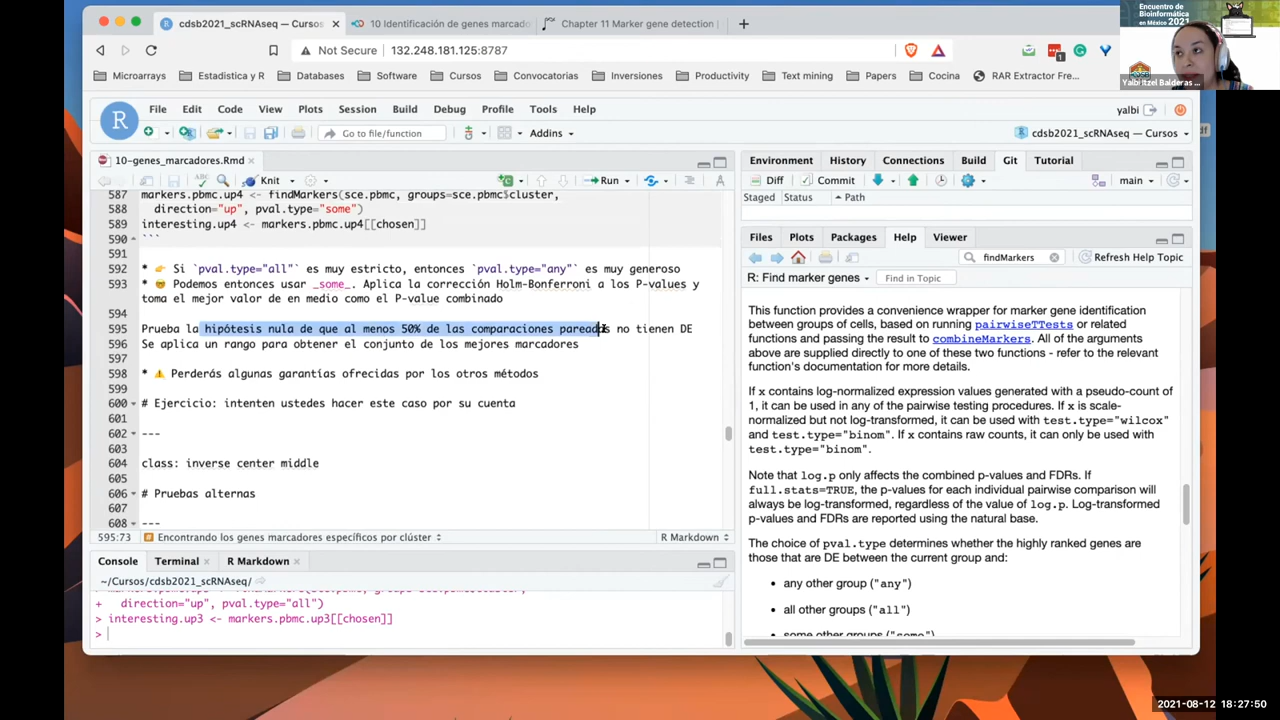 cdsb2021_scRNAseq – Cursos
10 Identificación de genes marcado
Chapter 11 Marker gene detection
Not Secure
132.248.181.125:8787
Microarrays
Estadistica y R
Databases
Software
Cursos
Convocatorias
Inversiones
Productivity
Text mining
Papers
Cocina
RAR Extractor Fre...
Encuentro de
Bioinformática
en México 2021
Yalbi Itzel Balderas ...
File
Edit
Code
View
Plots
Session
Build
Debug
Profile
Tools
Help
yalbi
Go to file/function
Addins
cdsb2021_scRNAseq — Cursos
10-genes_marcadores.Rmd
Knit
Run
587 markers.pbmc.up4 <- findMarkers(sce.pbmc, groups=sce.pbmc$cluster,
588 direction="up", pval.type="some")
589 interesting.up4 <- markers.pbmc.up4[[chosen]]
590 ```
591
592 * 👉 Si `pval.type="all"` es muy estricto, entonces `pval.type="any"` es muy generoso
593 * 🤓 Podemos entonces usar _some_. Aplica la corrección Holm-Bonferroni a los P-values y
toma el mejor valor de en medio como el P-value combinado
594
595 Prueba la hipótesis nula de que al menos 50% de las comparaciones pareadas no tienen DE
596 Se aplica un rango para obtener el conjunto de los mejores marcadores
597
598 * ⚠️ Perderás algunas garantías ofrecidas por los otros métodos
599
600 # Ejercicio: intenten ustedes hacer este caso por su cuenta
601
602 ---
603
604 class: inverse center middle
605
606 # Pruebas alternas
607
608 ---
595:73
Encontrando los genes marcadores específicos por clúster
R Markdown
Console
Terminal
R Markdown
~/Cursos/cdsb2021_scRNAseq/
+ direction="up", pval.type="all")
> interesting.up3 <- markers.pbmc.up3[[chosen]]
>
Environment
History
Connections
Build
Git
Tutorial
Diff
Commit
main
Staged
Status
Path
Files
Plots
Packages
Help
Viewer
findMarkers
Refresh Help Topic
R: Find marker genes
Find in Topic
This function provides a convenience wrapper for marker gene identification
between groups of cells, based on running pairwiseTTests or related
functions and passing the result to combineMarkers. All of the arguments
above are supplied directly to one of these two functions - refer to the relevant
function's documentation for more details.
If x contains log-normalized expression values generated with a pseudo-count of
1, it can be used in any of the pairwise testing procedures. If x is scale-
normalized but not log-transformed, it can be used with test.type="wilcox"
and test.type="binom". If x contains raw counts, it can only be used with
test.type="binom".
Note that log.p only affects the combined p-values and FDRs. If
full.stats=TRUE, the p-values for each individual pairwise comparison will
always be log-transformed, regardless of the value of log.p. Log-transformed
p-values and FDRs are reported using the natural base.
The choice of pval.type determines whether the highly ranked genes are
those that are DE between the current group and:
• any other group ("any")
• all other groups ("all")
• some other groups ("some")
2021-08-12 18:27:50